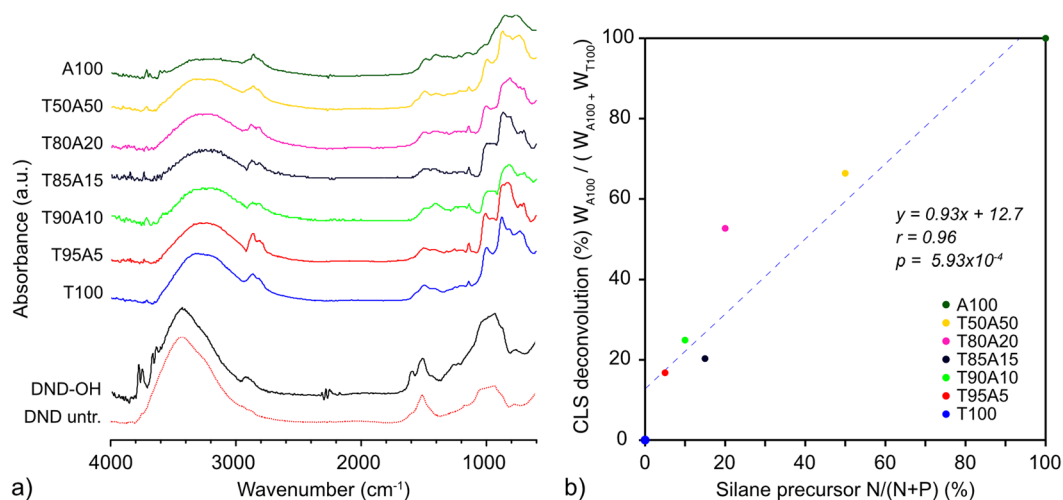 A100
T50A50
T80A20
T85A15
T90A10
T95A5
T100
DND-OH
DND untr.
Absorbance (a.u.)
4000 3000 2000 1000
Wavenumber (cm⁻¹)
a)
CLS deconvolution (%) W_A100 / ( W_A100 + W_T100)
100
80
60
40
20
0
y = 0.93x + 12.7
r = 0.96
p = 5.93x10⁻⁴
A100
T50A50
T80A20
T85A15
T90A10
T95A5
T100
0 20 40 60 80 100
Silane precursor N/(N+P) (%)
b)